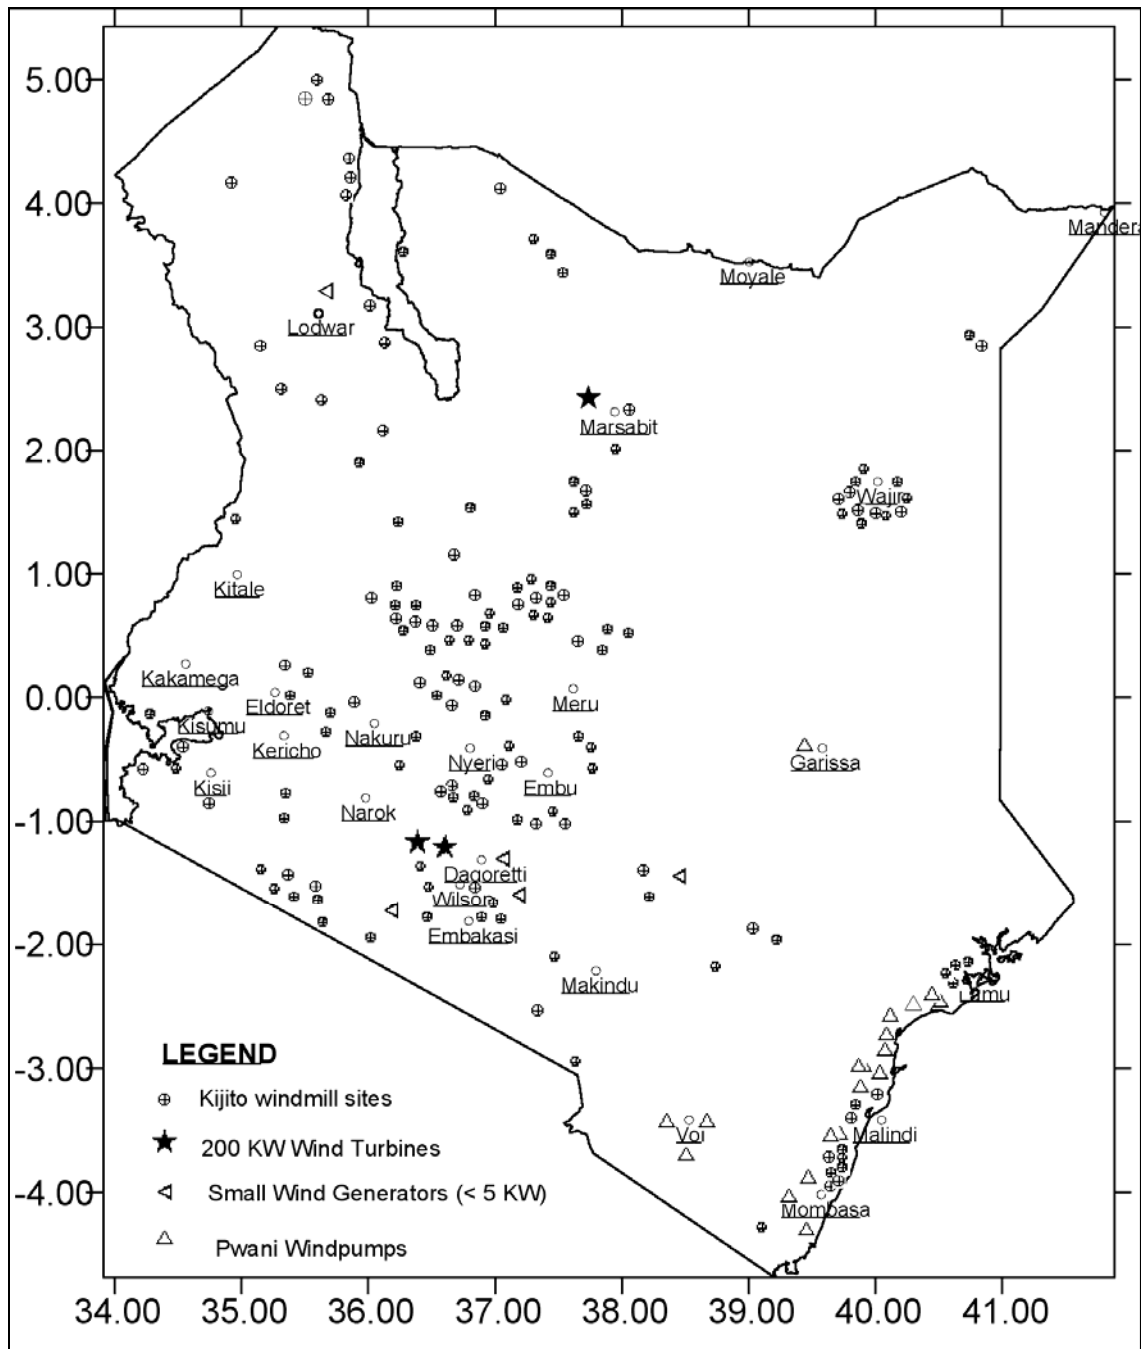 5.00
4.00
Mandera
Moyale
3.00
Lodwar
Marsabit
2.00
Wajir
1.00
Kitale
Kakamega
0.00
Eldoret
Meru
Kisumu
Nakuru
Kericho
Nyeri
Garissa
Kisii
Embu
Narok
-1.00
Dagoretti
Wilson
Embakasi
-2.00
Makindu
Lamu
LEGEND
-3.00
Kijito windmill sites
Voi
Malindi
200 KW Wind Turbines
Small Wind Generators (< 5 KW)
-4.00
Mombasa
Pwani Windpumps
34.00 35.00 36.00 37.00 38.00 39.00 40.00 41.00